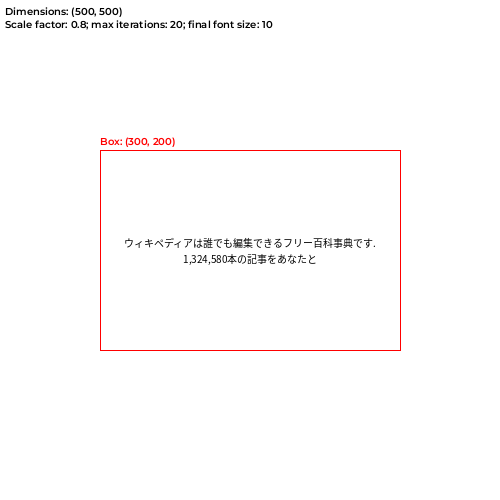 Dimensions: (500, 500)
Scale factor: 0.8; max iterations: 20; final font size: 10
Box: (300, 200)
ウィキペディアは誰でも編集できるフリー百科事典です.
1,324,580本の記事をあなたと